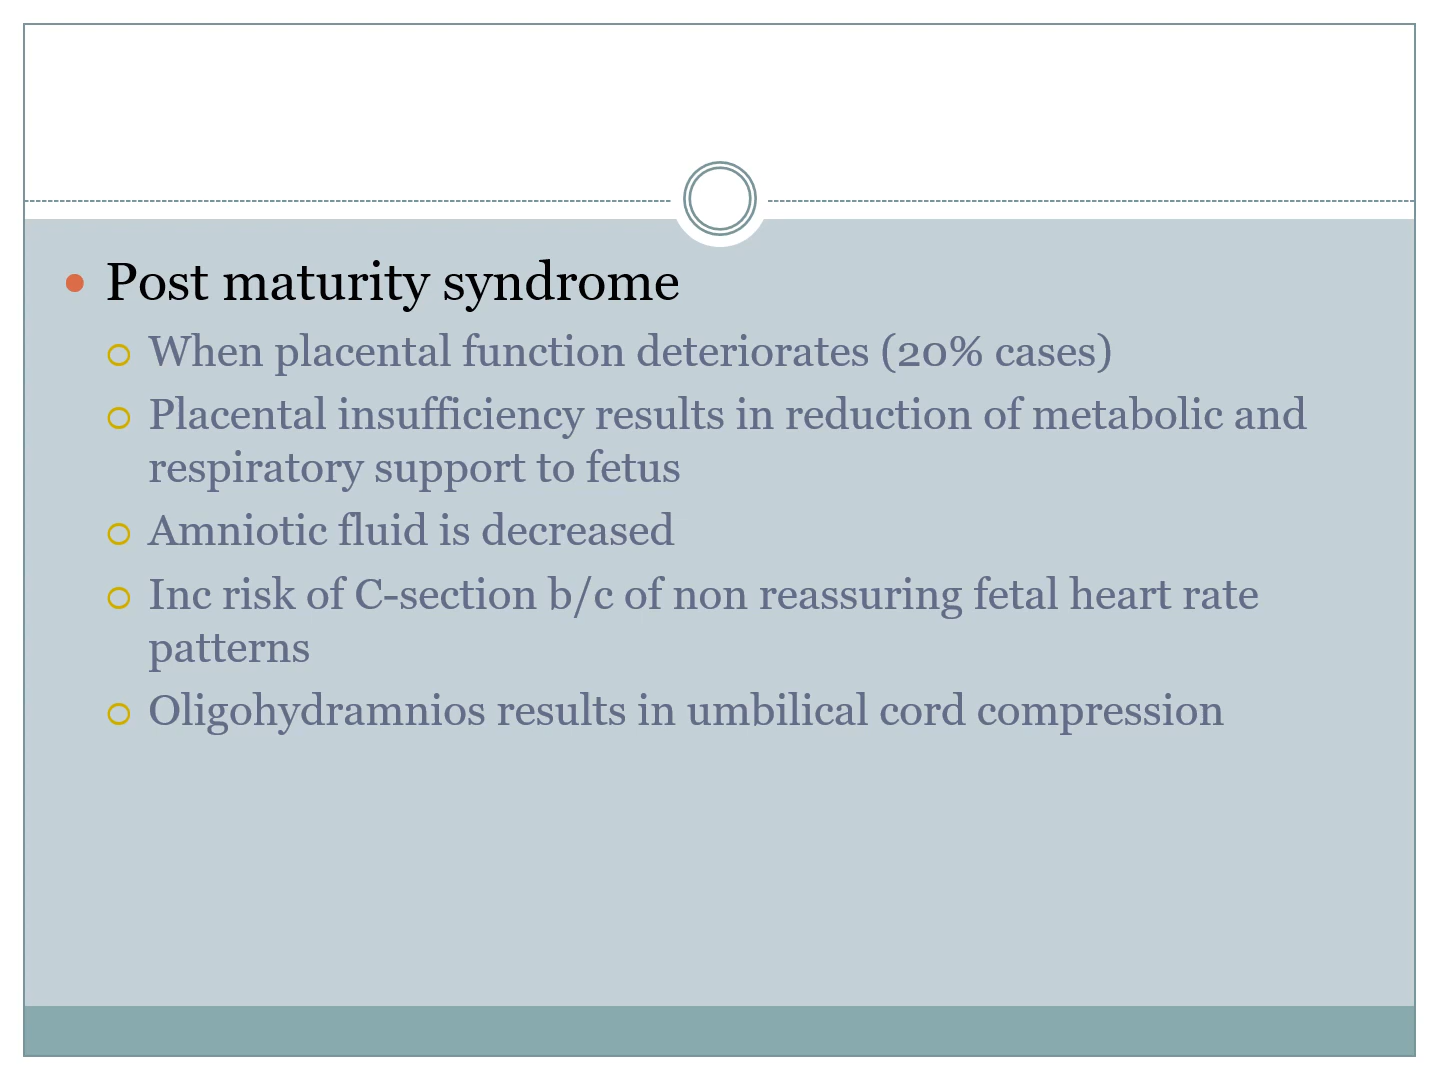 Post maturity syndrome
When placental function deteriorates (20% cases)
Placental insufficiency results in reduction of metabolic and
respiratory support to fetus
Amniotic fluid is decreased
Inc risk of C-section b/c of non reassuring fetal heart rate
patterns
Oligohydramnios results in umbilical cord compression